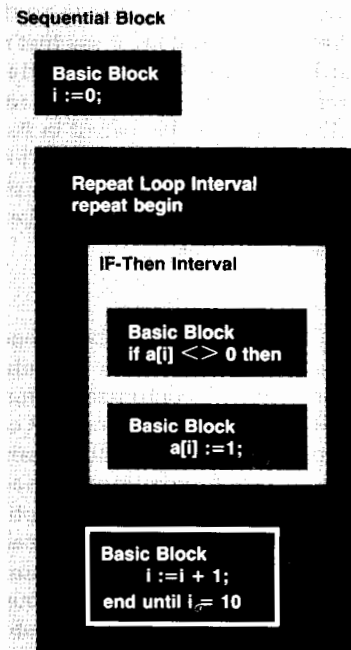 Sequential Block
Basic Block
i :=0;
Repeat Loop Interval
repeat begin
IF-Then Interval
Basic Block
if a[i] <> 0 then
Basic Block
a[i] :=1;
Basic Block
i :=i + 1;
end until i = 10